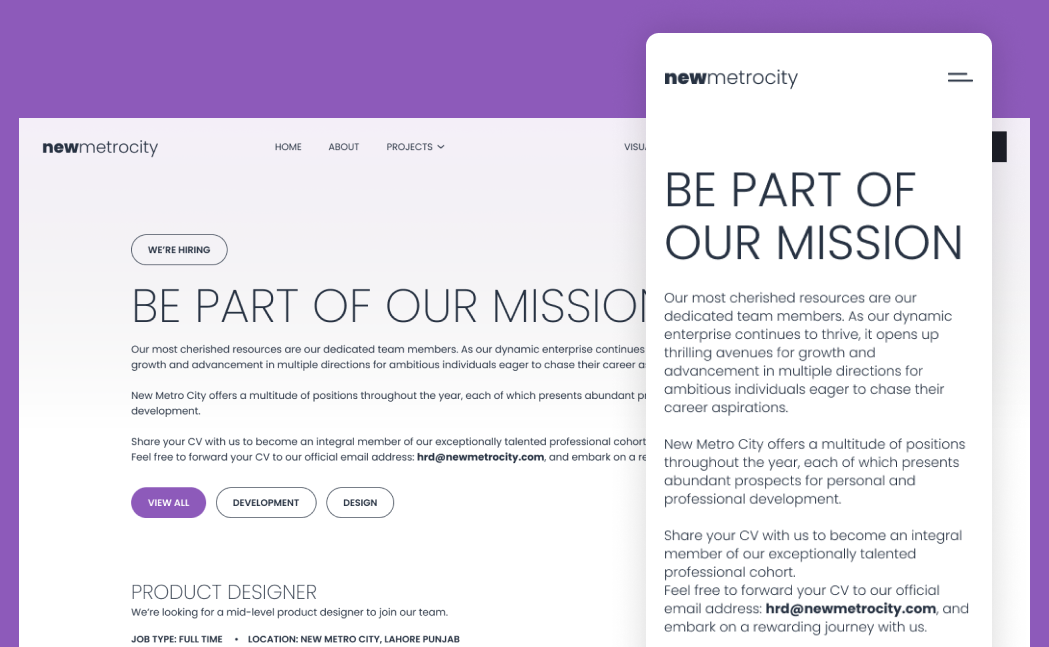 newmetrocity
HOME ABOUT PROJECTS
WE'RE HIRING
BE PART OF OUR MISSION
Our most cherished resources are our dedicated team members. As our dynamic enterprise continues
growth and advancement in multiple directions for ambitious individuals eager to chase their career
New Metro City offers a multitude of positions throughout the year, each of which presents abundant
development.
Share your CV with us to become an integral member of our exceptionally talented professional cohort
Feel free to forward your CV to our official email address: hrd@newmetrocity.com, and embark on a
VIEW ALL DEVELOPMENT DESIGN
PRODUCT DESIGNER
We're looking for a mid-level product designer to join our team.
JOB TYPE: FULL TIME • LOCATION: NEW METRO CITY, LAHORE PUNJAB
newmetrocity
BE PART OF
OUR MISSION
Our most cherished resources are our
dedicated team members. As our dynamic
enterprise continues to thrive, it opens up
thrilling avenues for growth and
advancement in multiple directions for
ambitious individuals eager to chase their
career aspirations.
New Metro City offers a multitude of positions
throughout the year, each of which presents
abundant prospects for personal and
professional development.
Share your CV with us to become an integral
member of our exceptionally talented
professional cohort.
Feel free to forward your CV to our official
email address: hrd@newmetrocity.com, and
embark on a rewarding journey with us.